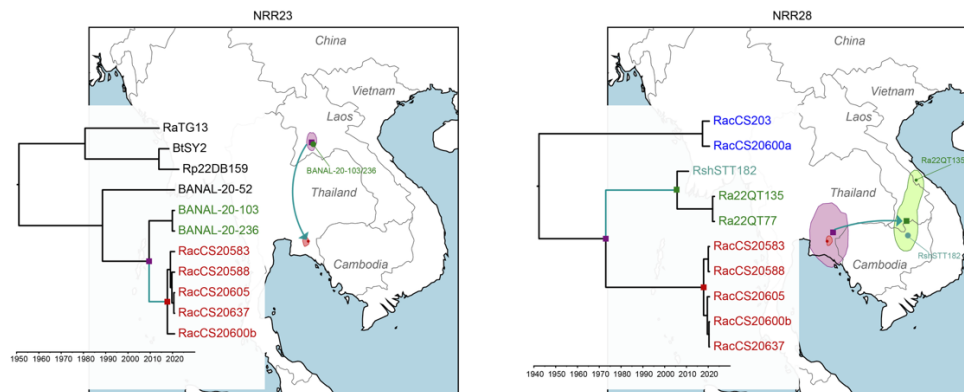 NRR23
China
Vietnam
Laos
Thailand
Cambodia
BANAL-20-103/236
RaTG13
BtSY2
Rp22DB159
BANAL-20-52
BANAL-20-103
BANAL-20-236
RacCS20583
RacCS20588
RacCS20605
RacCS20637
RacCS20600b
1950 1960 1970 1980 1990 2000 2010 2020
NRR28
China
Vietnam
Laos
Thailand
Cambodia
Ra22QT135
RshSTT182
RacCS203
RacCS20600a
RshSTT182
Ra22QT135
Ra22QT77
RacCS20583
RacCS20588
RacCS20605
RacCS20600b
RacCS20637
1940 1950 1960 1970 1980 1990 2000 2010 2020